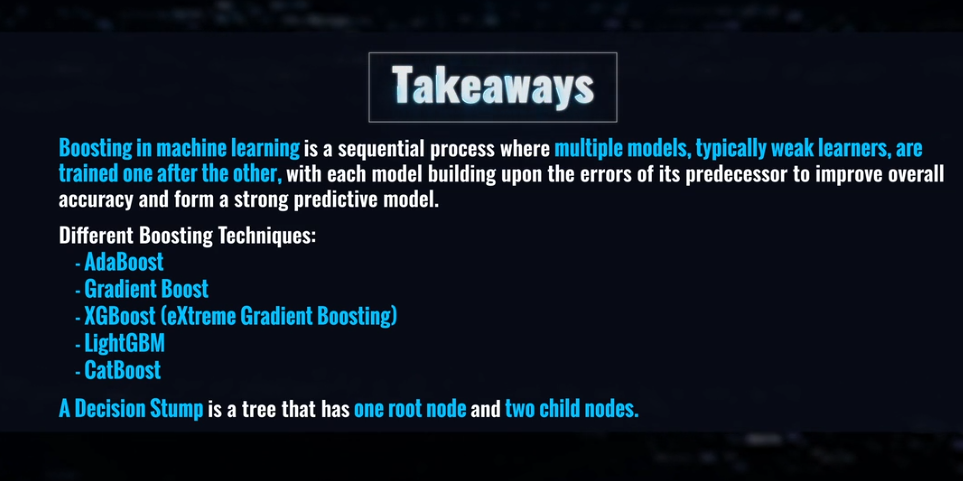 Takeaways
Boosting in machine learning is a sequential process where multiple models, typically weak learners, are
trained one after the other, with each model building upon the errors of its predecessor to improve overall
accuracy and form a strong predictive model.
Different Boosting Techniques:
- AdaBoost
- Gradient Boost
- XGBoost (eXtreme Gradient Boosting)
- LightGBM
- CatBoost
A Decision Stump is a tree that has one root node and two child nodes.